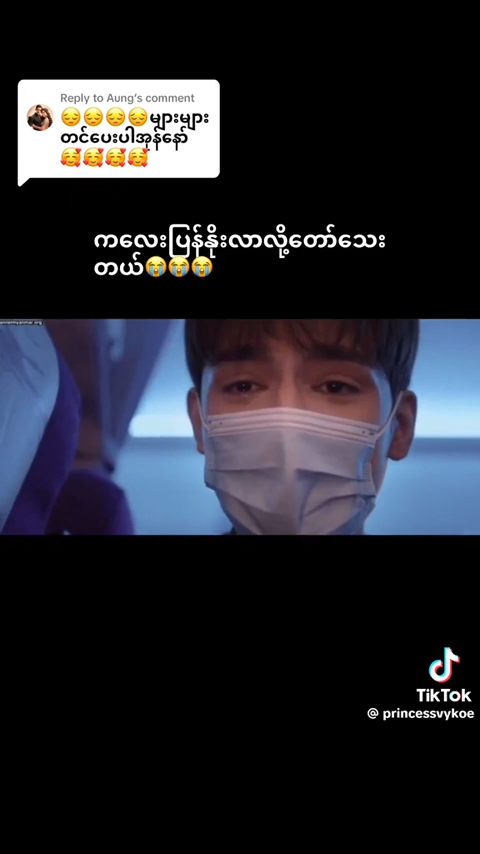 Reply to Aung's comment
😔😔😔😔များများ
တင်ပေးပါအုန်နော်
🥰🥰🥰🥰
ကလေးပြန်နိုးလာလို့တော်သေး
တယ်😭😭😭
TikTok
@ princessvykoe